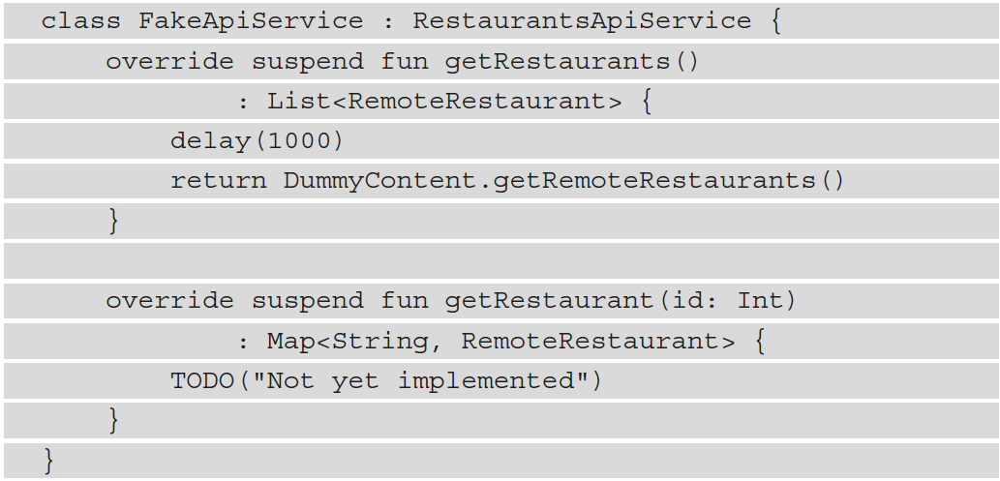 class FakeApiService : RestaurantsApiService {
    override suspend fun getRestaurants()
            : List<RemoteRestaurant> {
        delay(1000)
        return DummyContent.getRemoteRestaurants()
    }

    override suspend fun getRestaurant(id: Int)
            : Map<String, RemoteRestaurant> {
        TODO("Not yet implemented")
    }
}